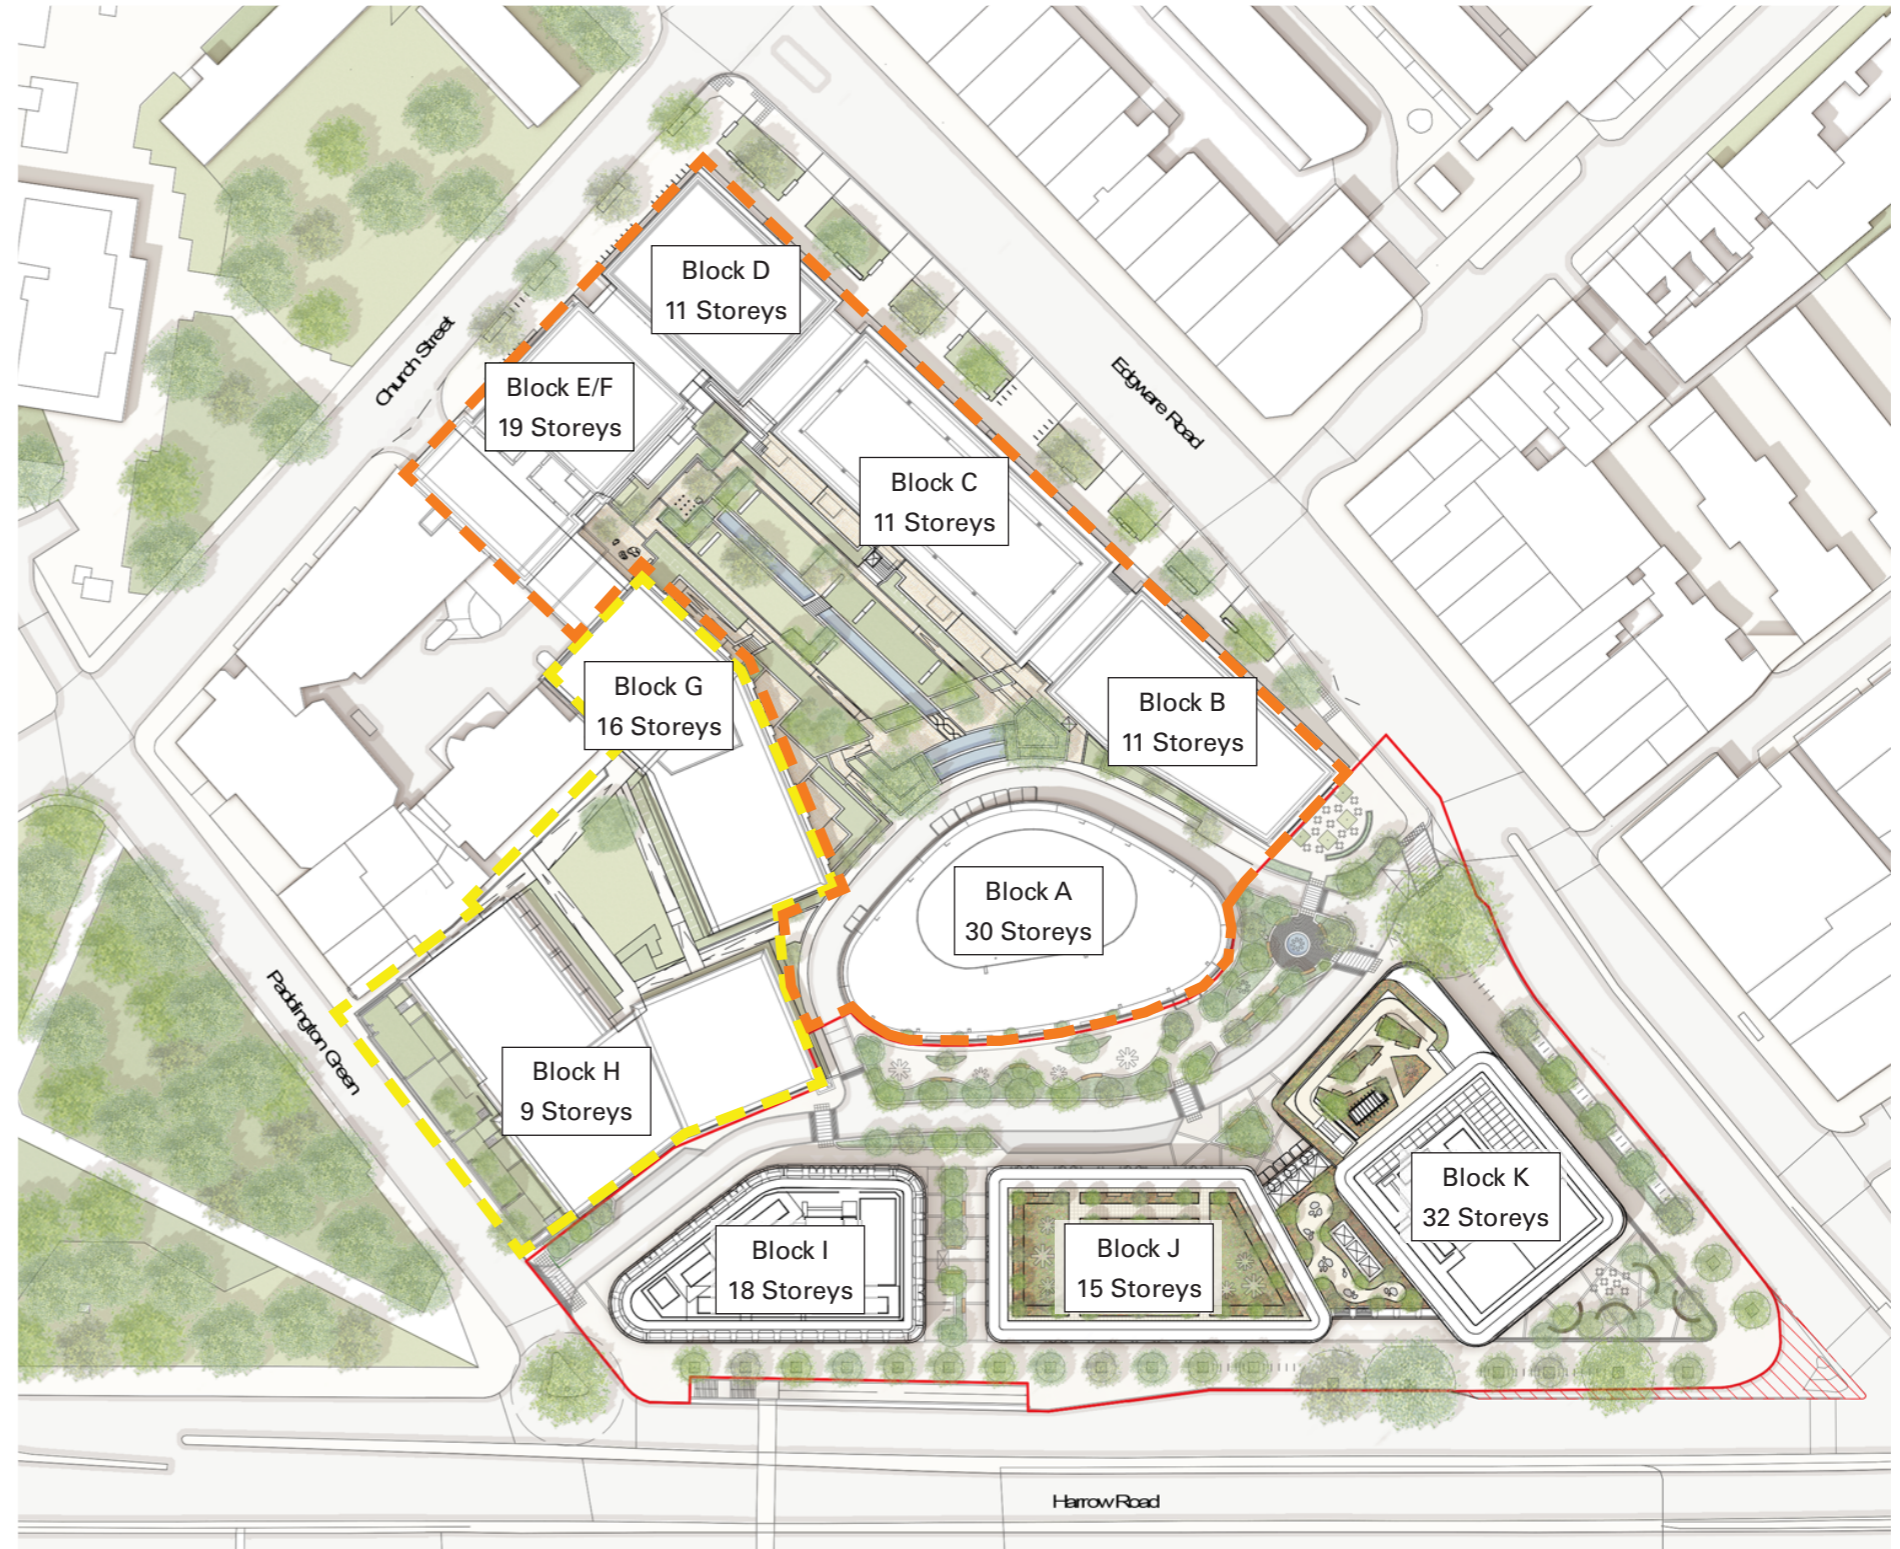 Block D
11 Storeys
Church Street
Edgware Road
Block E/F
19 Storeys
Block C
11 Storeys
Block G
16 Storeys
Block B
11 Storeys
Block A
30 Storeys
Paddington Green
Block H
9 Storeys
Block K
32 Storeys
Block I
18 Storeys
Block J
15 Storeys
Harrow Road